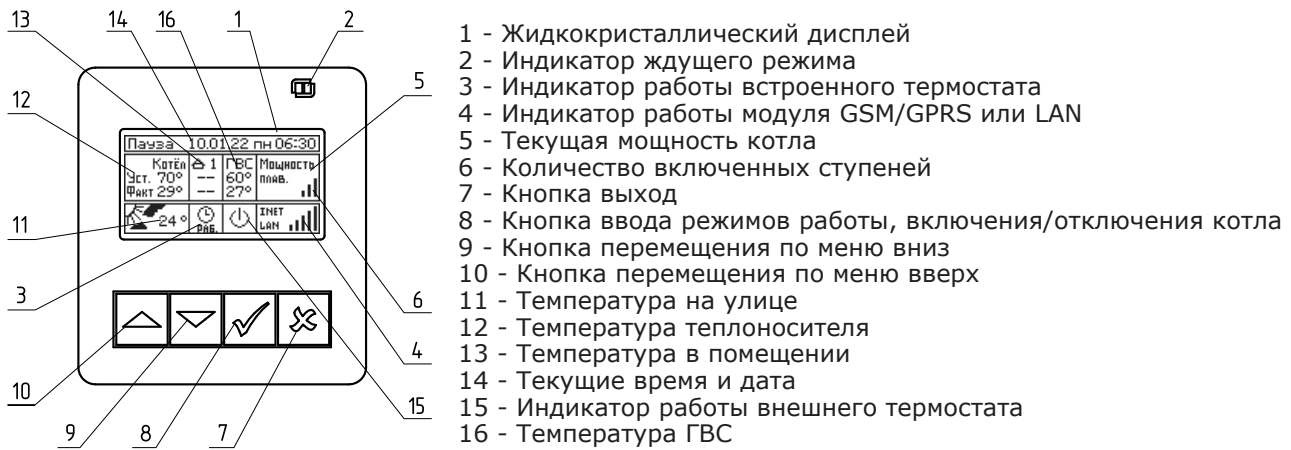 13
14
16
1
2
12
5
Пауза 10.01.22 пн 06:30
Котёл 1 ГВС Мощность
Уст. 70° -- 60° плав.
Факт 29° -- 27°
24° РАБ. INET
LAN
11
3
6
4
10
15
9
8
7
1 - Жидкокристаллический дисплей
2 - Индикатор ждущего режима
3 - Индикатор работы встроенного термостата
4 - Индикатор работы модуля GSM/GPRS или LAN
5 - Текущая мощность котла
6 - Количество включенных ступеней
7 - Кнопка выход
8 - Кнопка ввода режимов работы, включения/отключения котла
9 - Кнопка перемещения по меню вниз
10 - Кнопка перемещения по меню вверх
11 - Температура на улице
12 - Температура теплоносителя
13 - Температура в помещении
14 - Текущие время и дата
15 - Индикатор работы внешнего термостата
16 - Температура ГВС